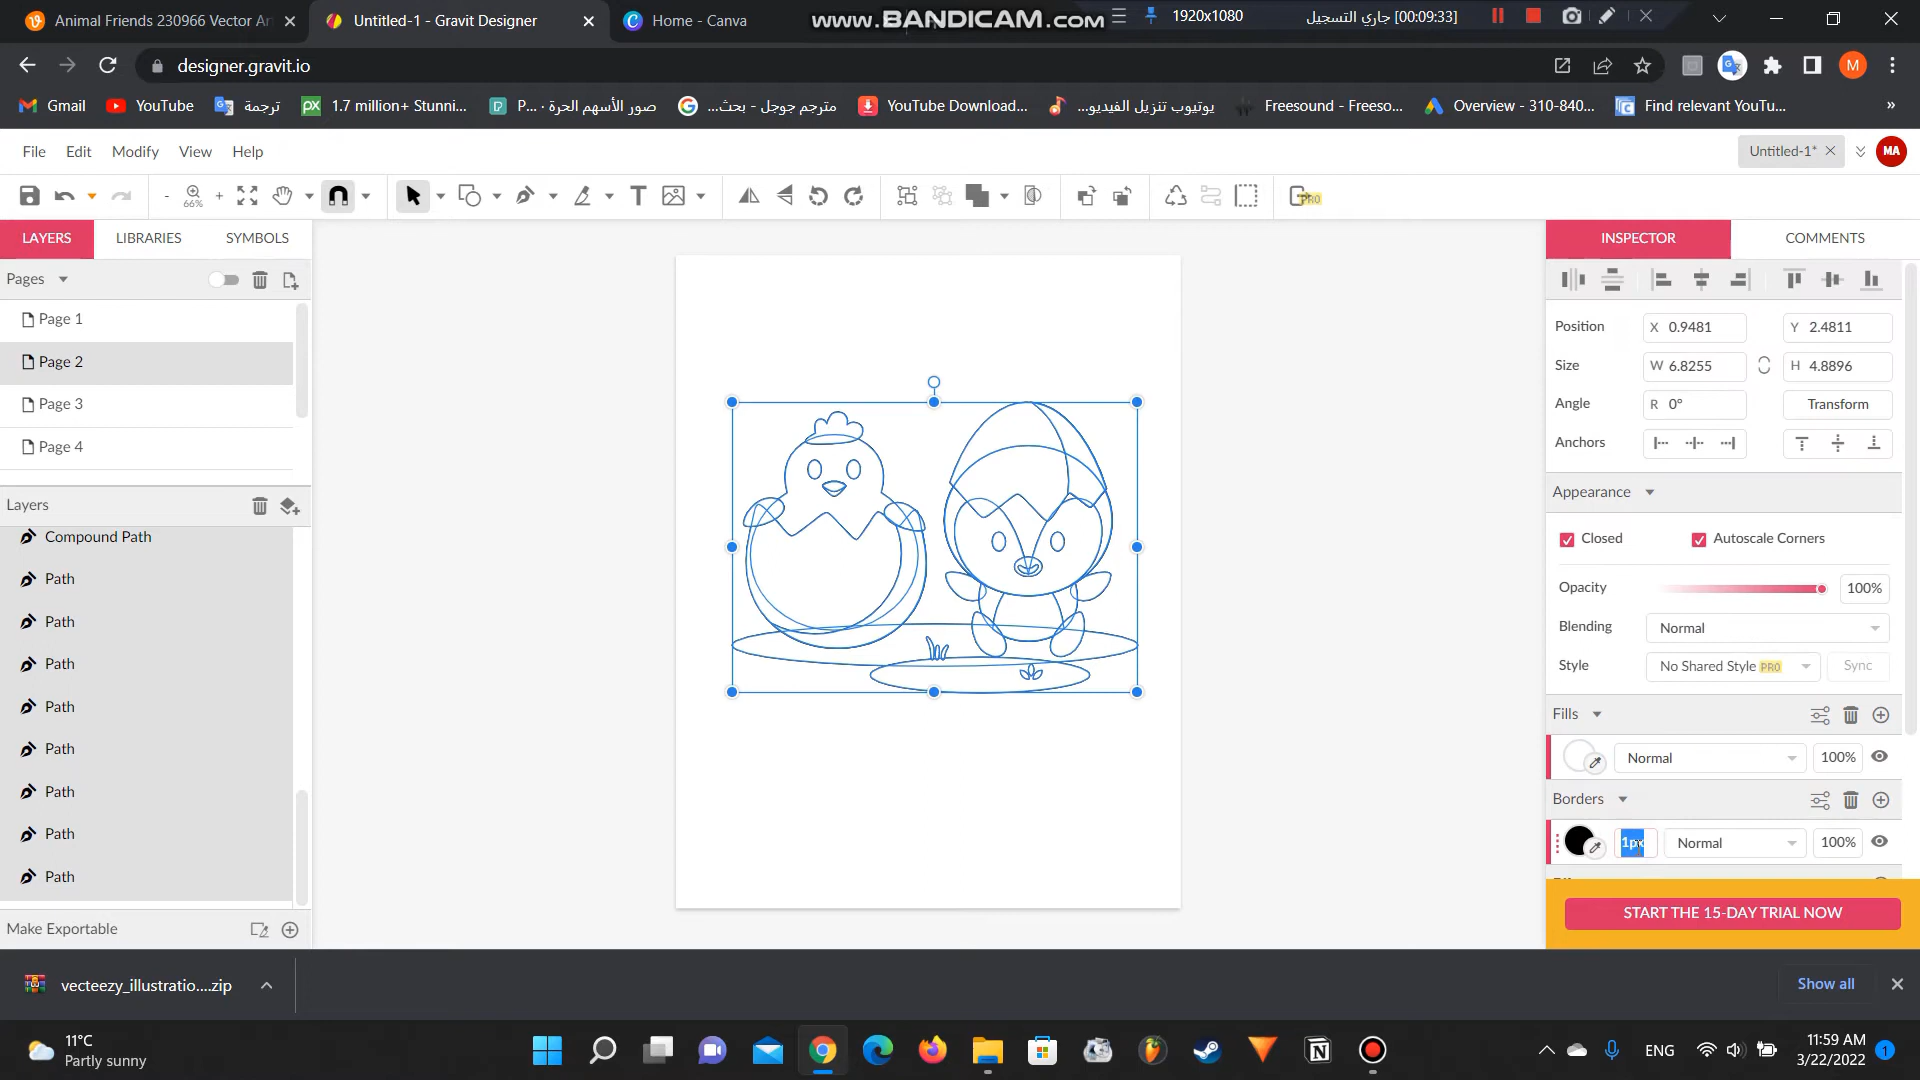 Animal Friends 230966 Vector Ar
Untitled-1 - Gravit Designer
Home - Canva
WWW.BANDICAM.COM
1920x1080
جاري التسجيل [00:09:33]
designer.gravit.io
M
Gmail
YouTube
ترجمة
px
1.7 million+ Stunni...
P... · صور الأسهم الحرة
مترجم جوجل - بحث...
YouTube Download...
يوتيوب تنزيل الفيديو...
Freesound - Freeso...
Overview - 310-840...
Find relevant YouTu...
»
File
Edit
Modify
View
Help
Untitled-1*
MA
66%
PRO
LAYERS
LIBRARIES
SYMBOLS
INSPECTOR
COMMENTS
Pages
Page 1
Page 2
Page 3
Page 4
Layers
Compound Path
Path
Path
Path
Path
Path
Path
Path
Path
Make Exportable
Position
X 0.9481
Y 2.4811
Size
W 6.8255
H 4.8896
Angle
R 0°
Transform
Anchors
Appearance
Closed
Autoscale Corners
Opacity
100%
Blending
Normal
Style
No Shared Style PRO
Sync
Fills
Normal
100%
Borders
1px
Normal
100%
START THE 15-DAY TRIAL NOW
vecteezy_illustratio....zip
Show all
11°C
Partly sunny
ENG
11:59 AM
3/22/2022
1